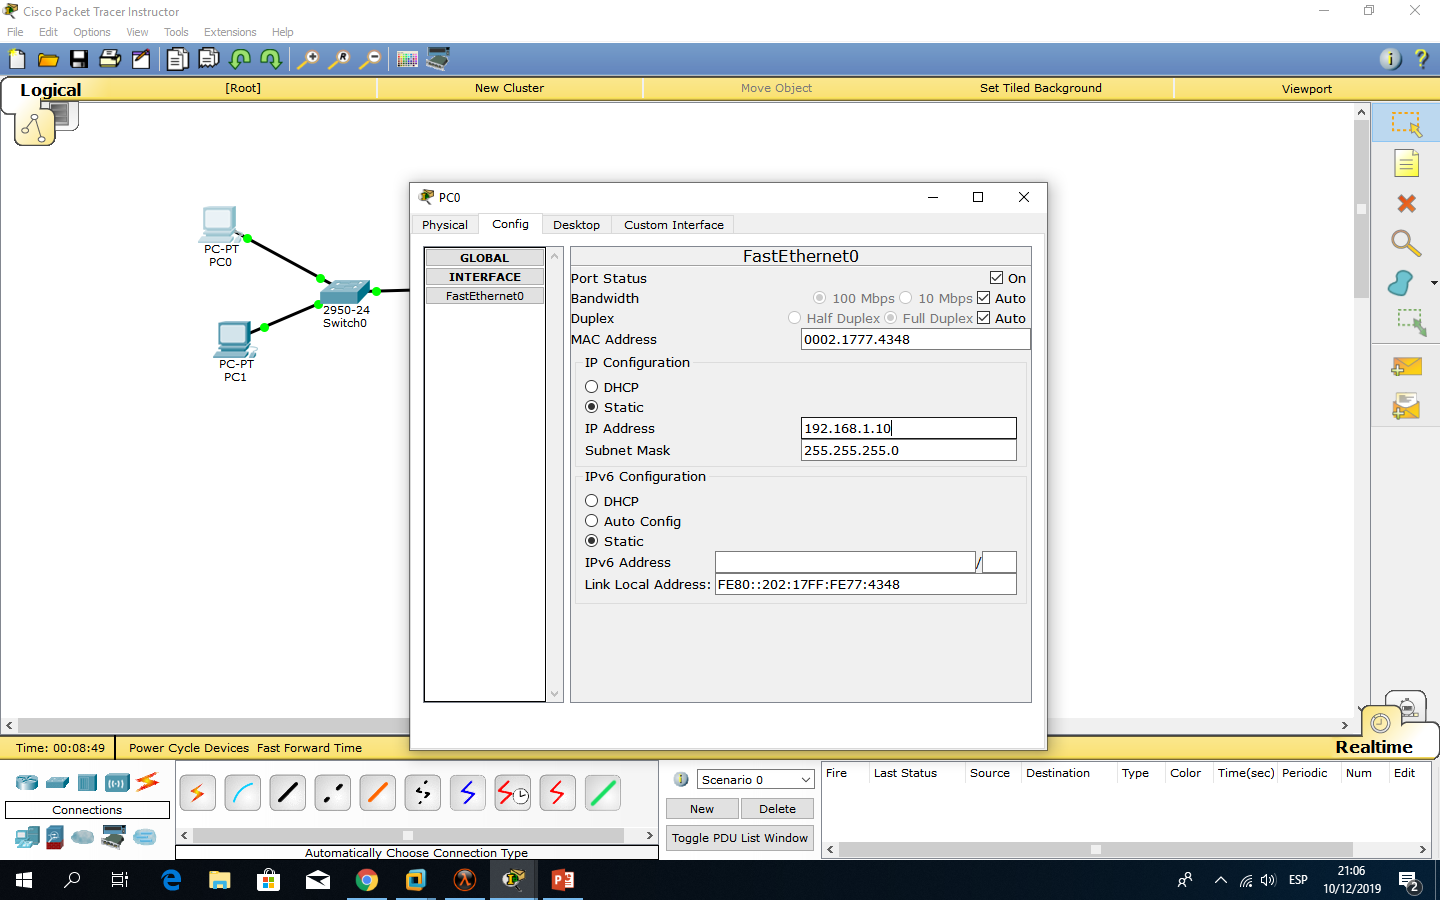 Cisco Packet Tracer Instructor
File Edit Options View Tools Extensions Help
Logical [Root] New Cluster Move Object Set Tiled Background Viewport
PC-PT
PC0
2950-24
Switch0
PC-PT
PC1
PC0
Physical Config Desktop Custom Interface
GLOBAL
INTERFACE
FastEthernet0
FastEthernet0
Port Status On
Bandwidth 100 Mbps 10 Mbps Auto
Duplex Half Duplex Full Duplex Auto
MAC Address 0002.1777.4348
IP Configuration
DHCP
Static
IP Address 192.168.1.10
Subnet Mask 255.255.255.0
IPv6 Configuration
DHCP
Auto Config
Static
IPv6 Address /
Link Local Address: FE80::202:17FF:FE77:4348
Time: 00:08:49 Power Cycle Devices Fast Forward Time Realtime
Connections
Automatically Choose Connection Type
Scenario 0
New Delete
Toggle PDU List Window
Fire Last Status Source Destination Type Color Time(sec) Periodic Num Edit
ESP
21:06
10/12/2019
2